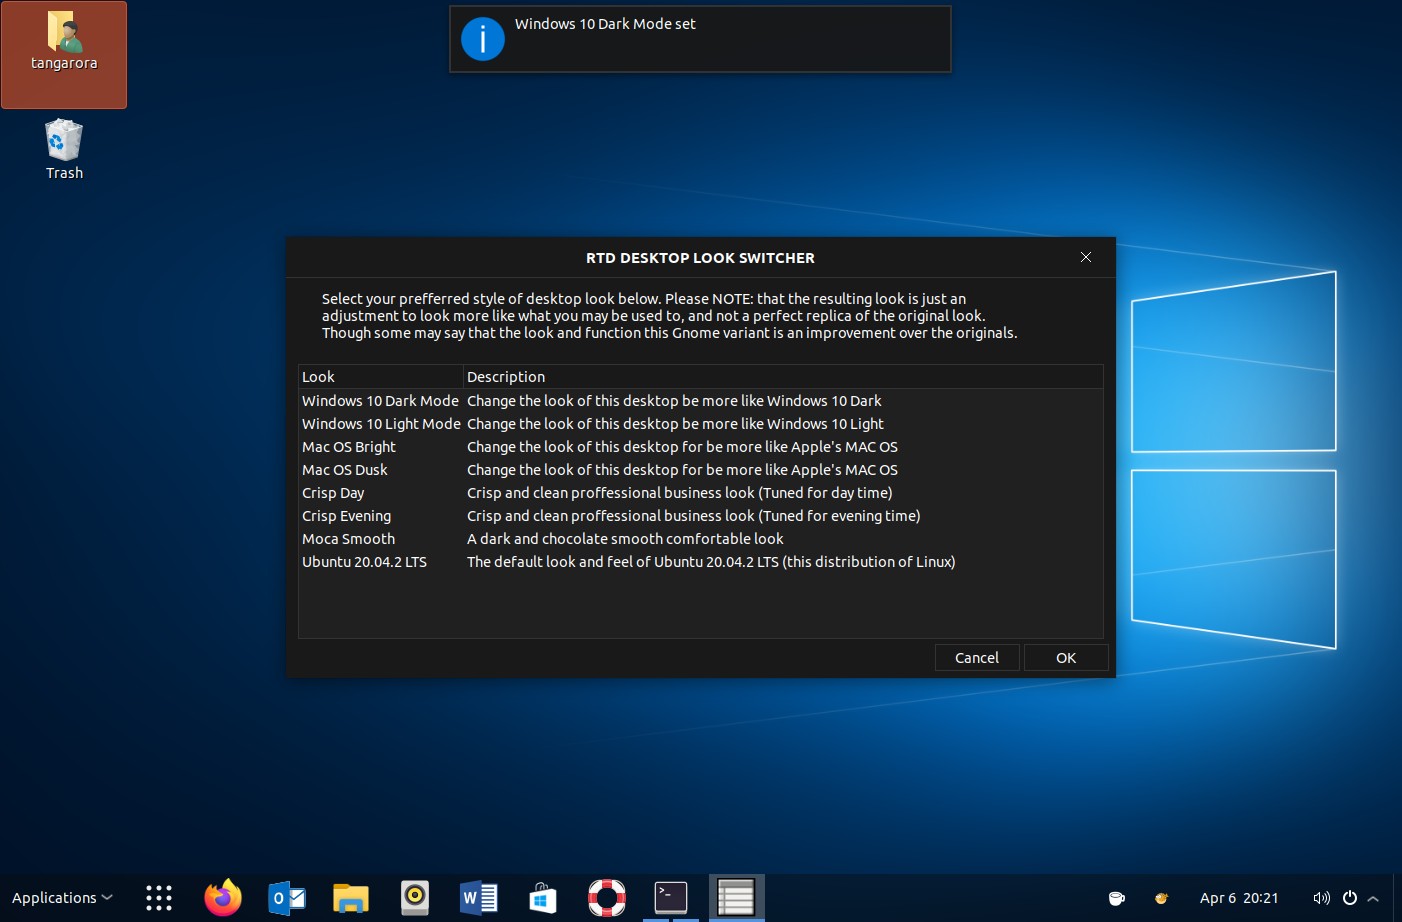 tangarora
Trash
Windows 10 Dark Mode set
RTD DESKTOP LOOK SWITCHER
Select your prefferred style of desktop look below. Please NOTE: that the resulting look is just an
adjustment to look more like what you may be used to, and not a perfect replica of the original look.
Though some may say that the look and function this Gnome variant is an improvement over the originals.
Look Description
Windows 10 Dark Mode Change the look of this desktop be more like Windows 10 Dark
Windows 10 Light Mode Change the look of this desktop be more like Windows 10 Light
Mac OS Bright Change the look of this desktop for be more like Apple's MAC OS
Mac OS Dusk Change the look of this desktop for be more like Apple's MAC OS
Crisp Day Crisp and clean proffessional business look (Tuned for day time)
Crisp Evening Crisp and clean proffessional business look (Tuned for evening time)
Moca Smooth A dark and chocolate smooth comfortable look
Ubuntu 20.04.2 LTS The default look and feel of Ubuntu 20.04.2 LTS (this distribution of Linux)
Cancel OK
Applications Apr 6 20:21